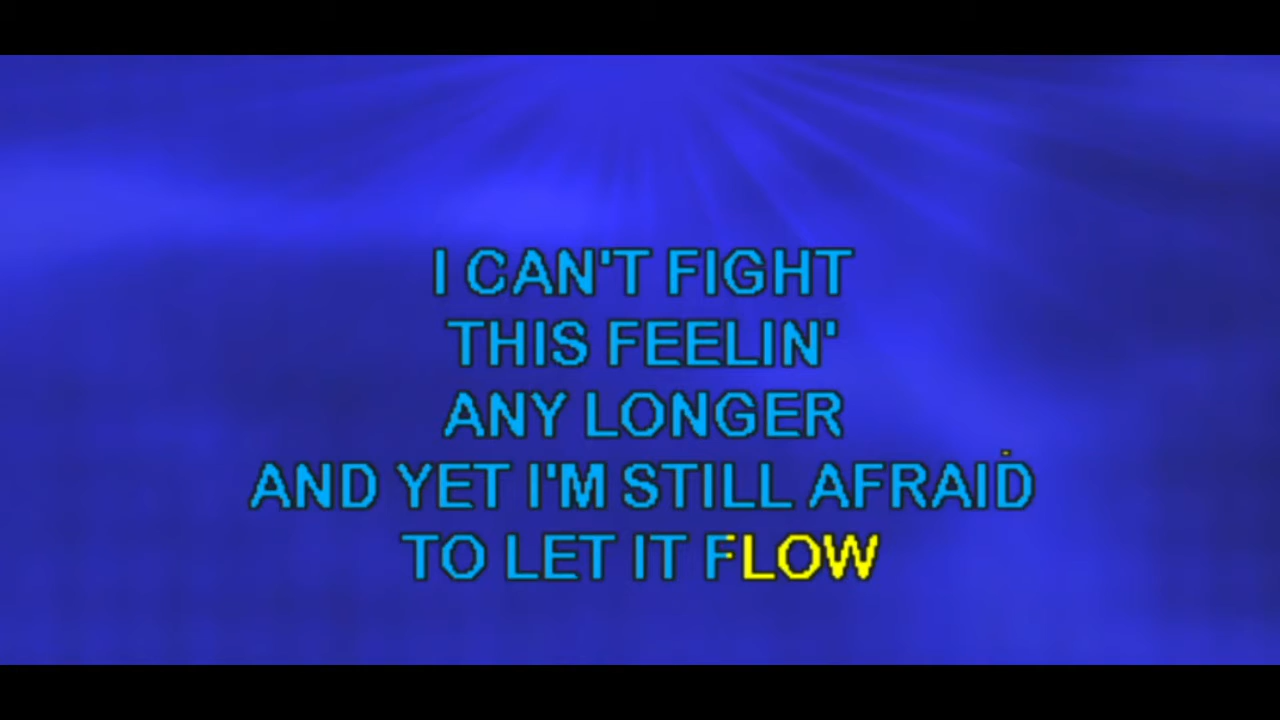 I CAN'T FIGHT
THIS FEELIN'
ANY LONGER
AND YET I'M STILL AFRAID
TO LET IT FLOW